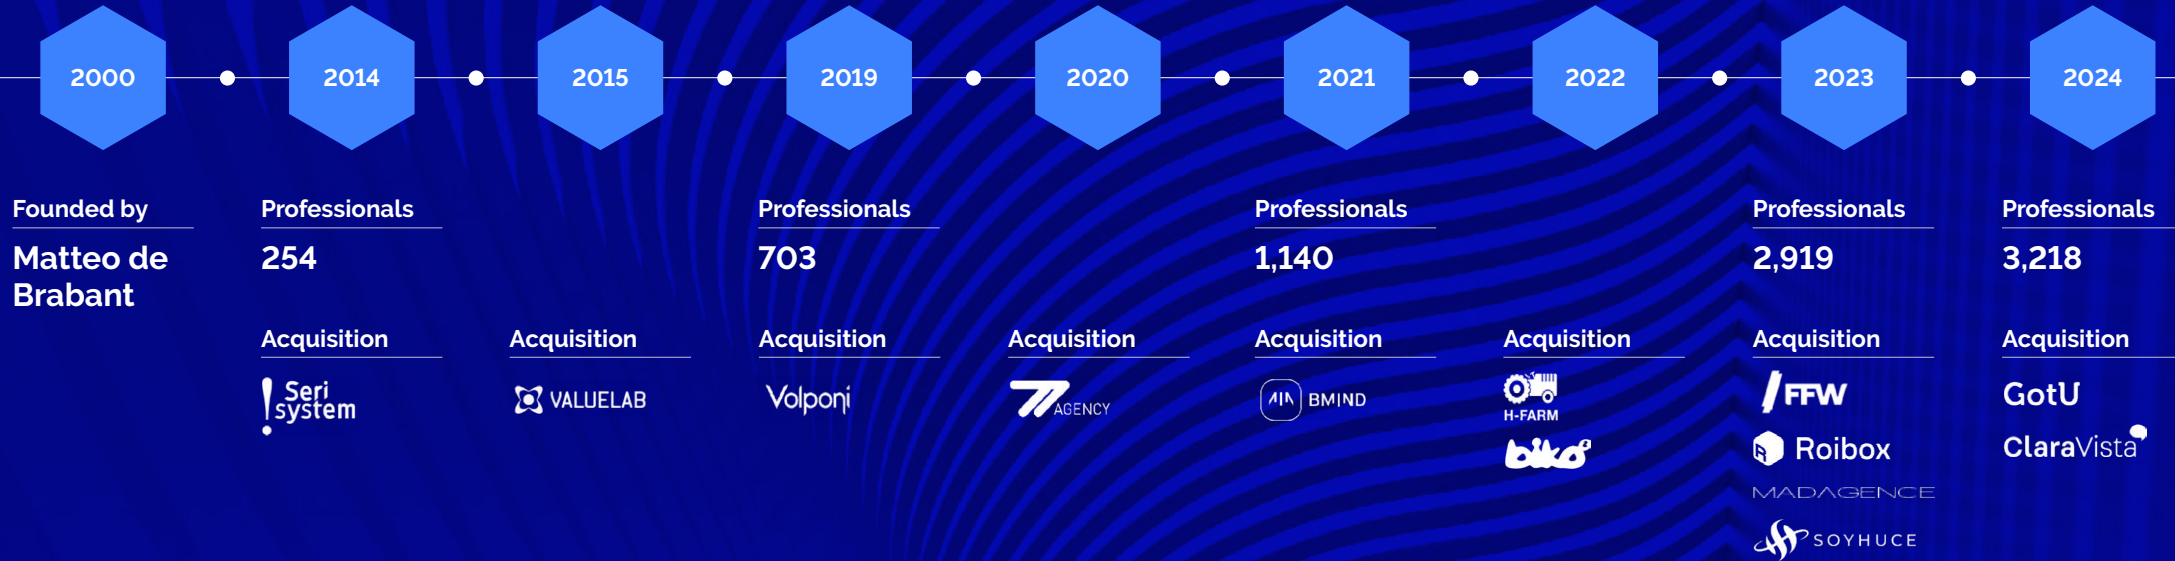 2000
2014
2015
2019
2020
2021
2022
2023
2024
Founded by
Matteo de
Brabant
Professionals
254
Acquisition
Seri
system
Acquisition
VALUELAB
Professionals
703
Acquisition
Volponi
Acquisition
77
AGENCY
Professionals
1,140
Acquisition
BMIND
Acquisition
H-FARM
biko
Professionals
2,919
Acquisition
FFW
Roibox
MADAGENCE
SOYHUCE
Professionals
3,218
Acquisition
GotU
ClaraVista